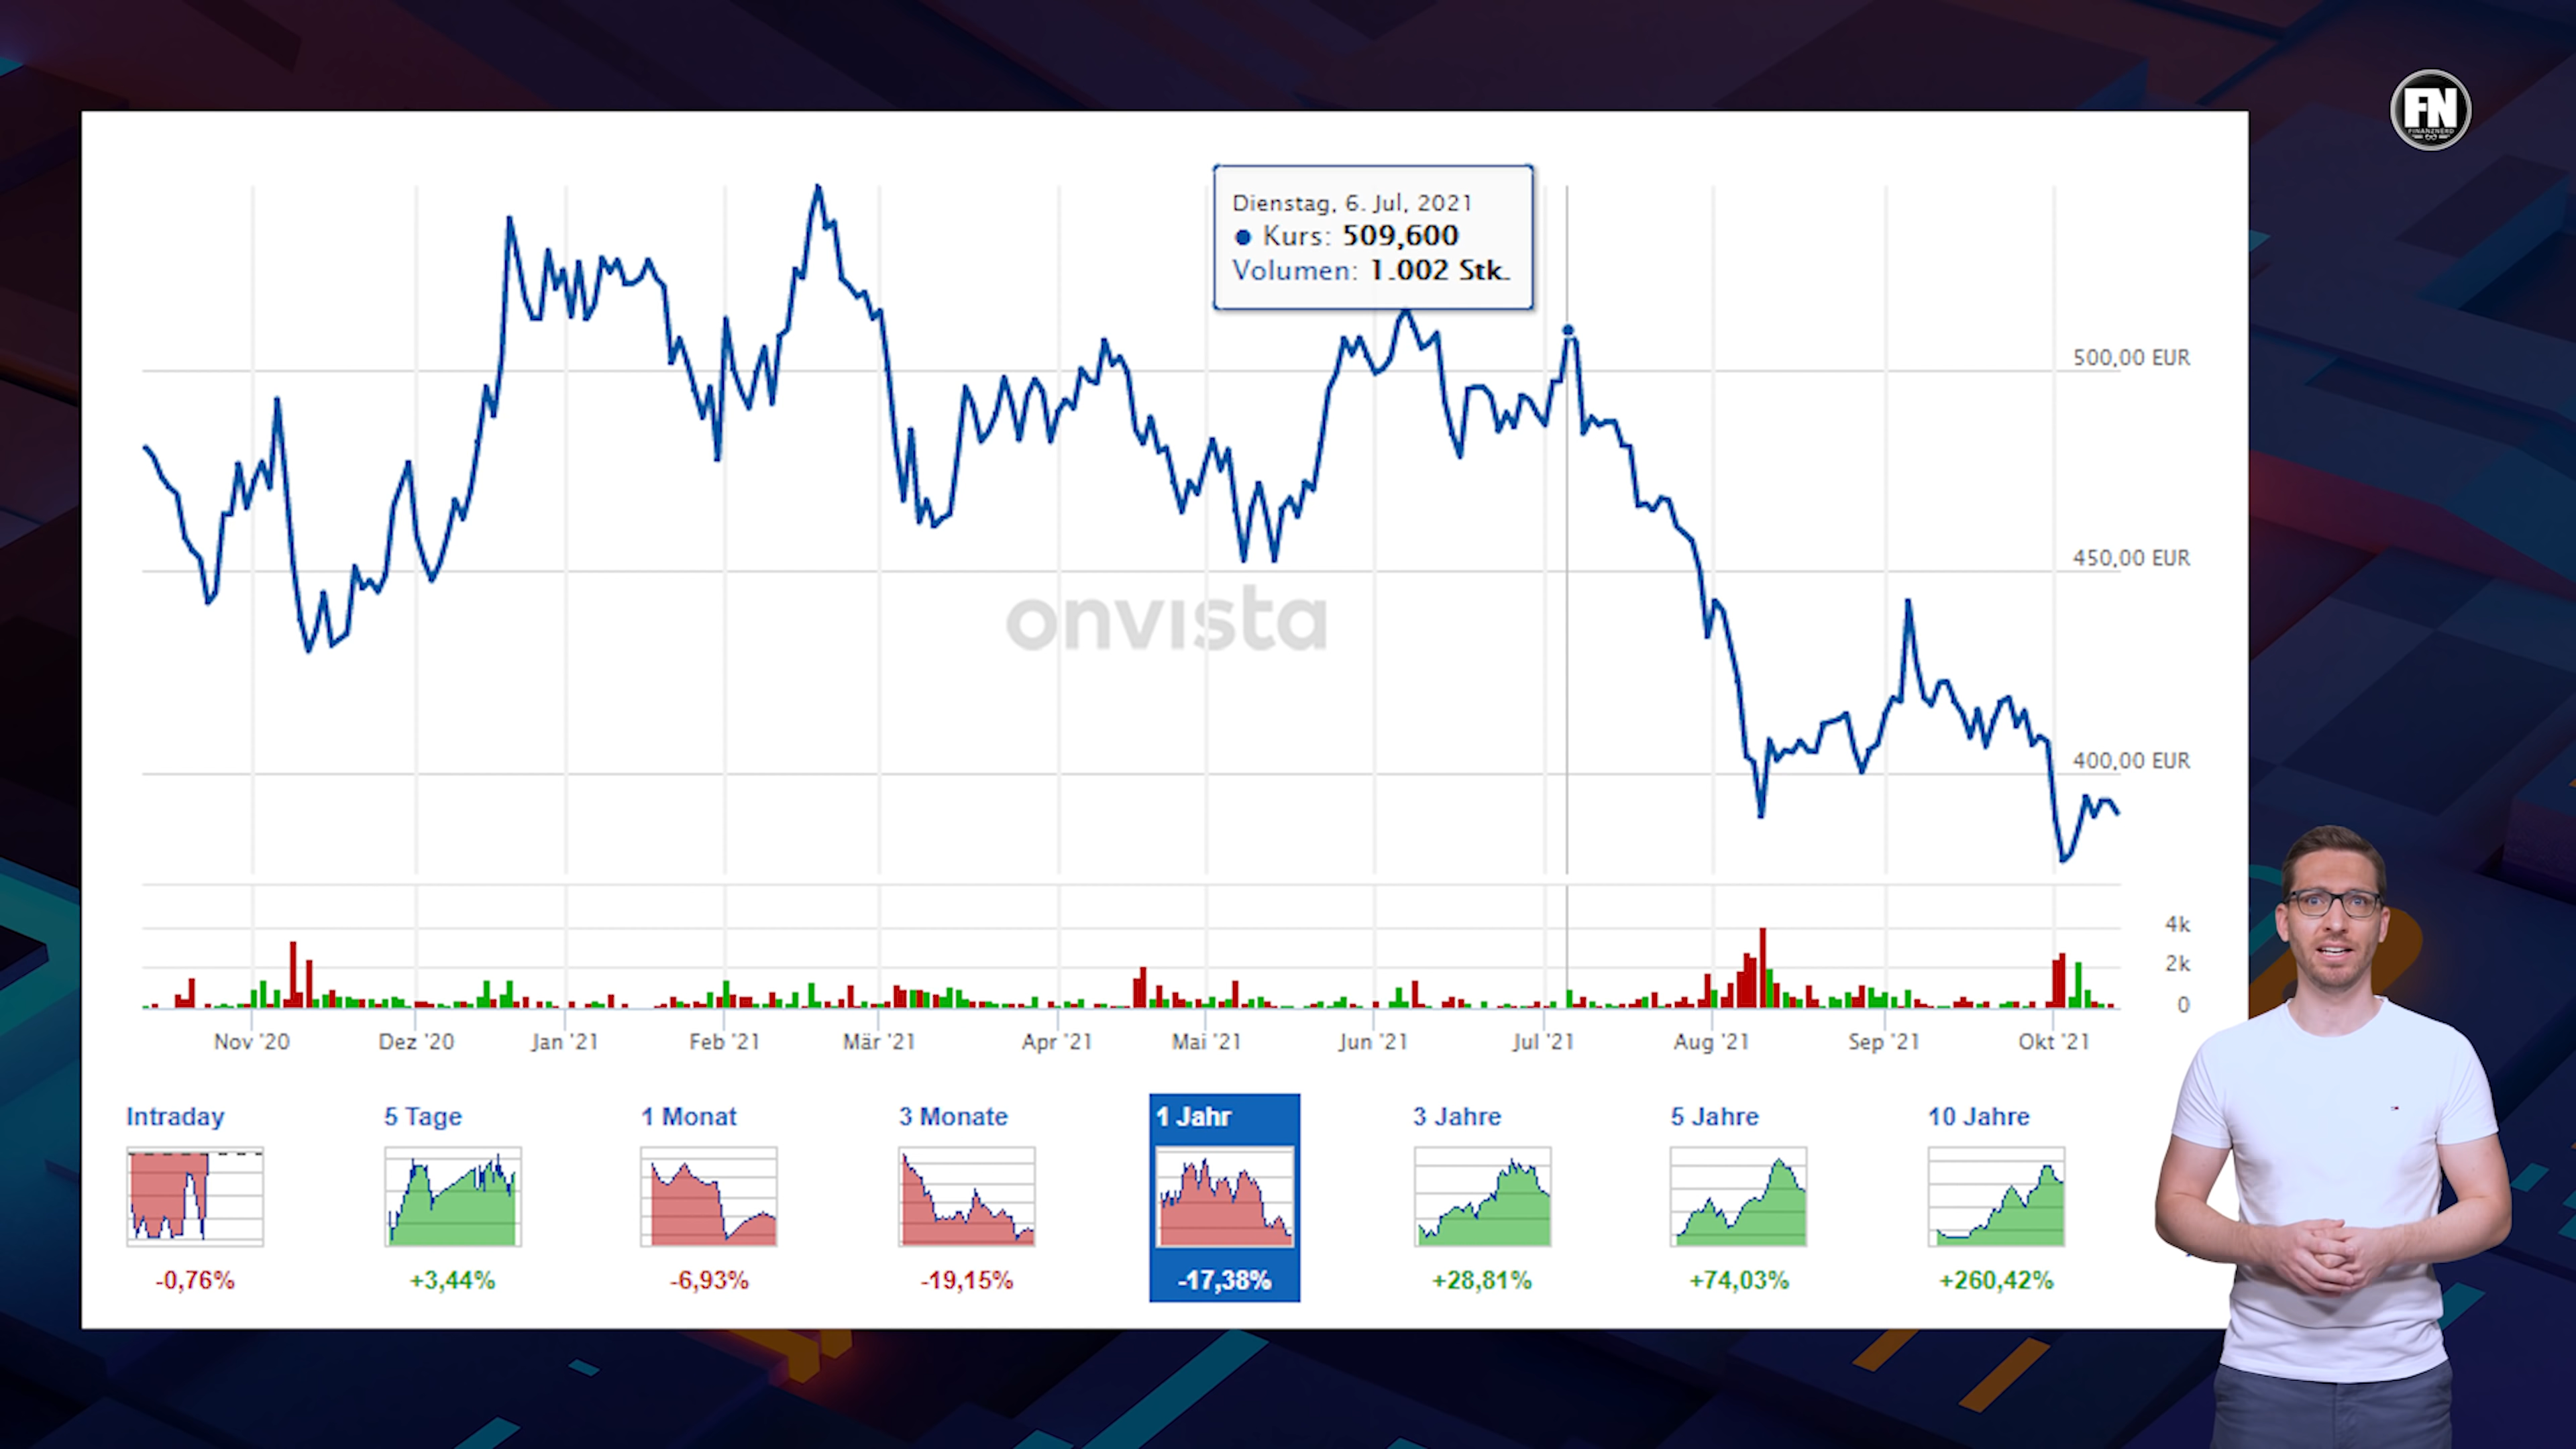 FN
FINANZNERD
Dienstag, 6. Jul, 2021
Kurs: 509,600
Volumen: 1.002 Stk.
500,00 EUR
450,00 EUR
onvista
400,00 EUR
4k
2k
0
Nov '20 Dez '20 Jan '21 Feb '21 Mär '21 Apr '21 Mai '21 Jun '21 Jul '21 Aug '21 Sep '21 Okt '21
Intraday 5 Tage 1 Monat 3 Monate 1 Jahr 3 Jahre 5 Jahre 10 Jahre
-0,76% +3,44% -6,93% -19,15% -17,38% +28,81% +74,03% +260,42%